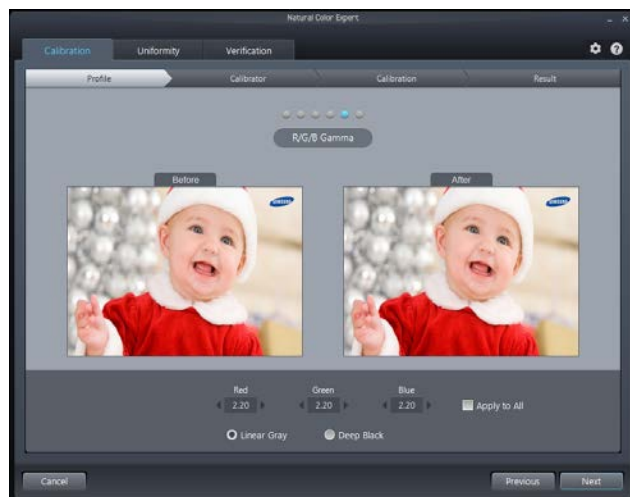 Natural Color Expert
Calibration Uniformity Verification
Profile Calibrator Calibration Result
R/G/B Gamma
Before After
SAMSUNG SAMSUNG
Red Green Blue
2.20 2.20 2.20 Apply to All
Linear Gray Deep Black
Cancel Previous Next